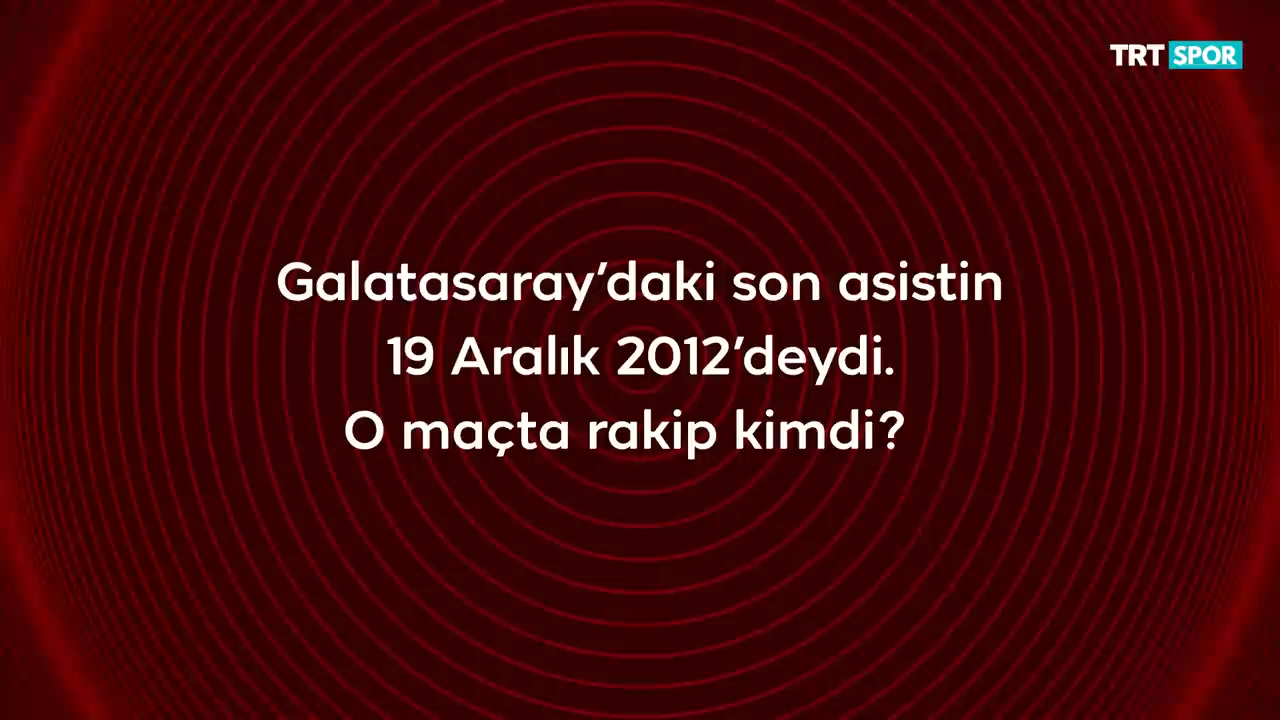 TRT SPOR
Galatasaray’daki son asistin
19 Aralık 2012’deydi.
O maçta rakip kimdi?